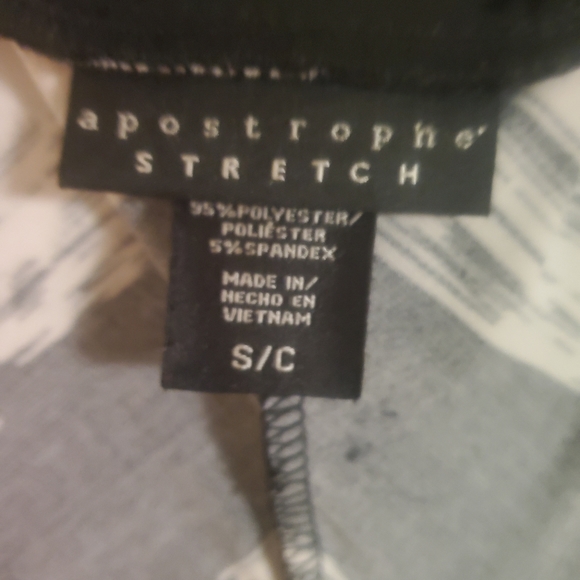 apostrophe'
STRETCH
95%POLYESTER/
POLIÉSTER
5%SPANDEX
MADE IN/
HECHO EN
VIETNAM
S/C